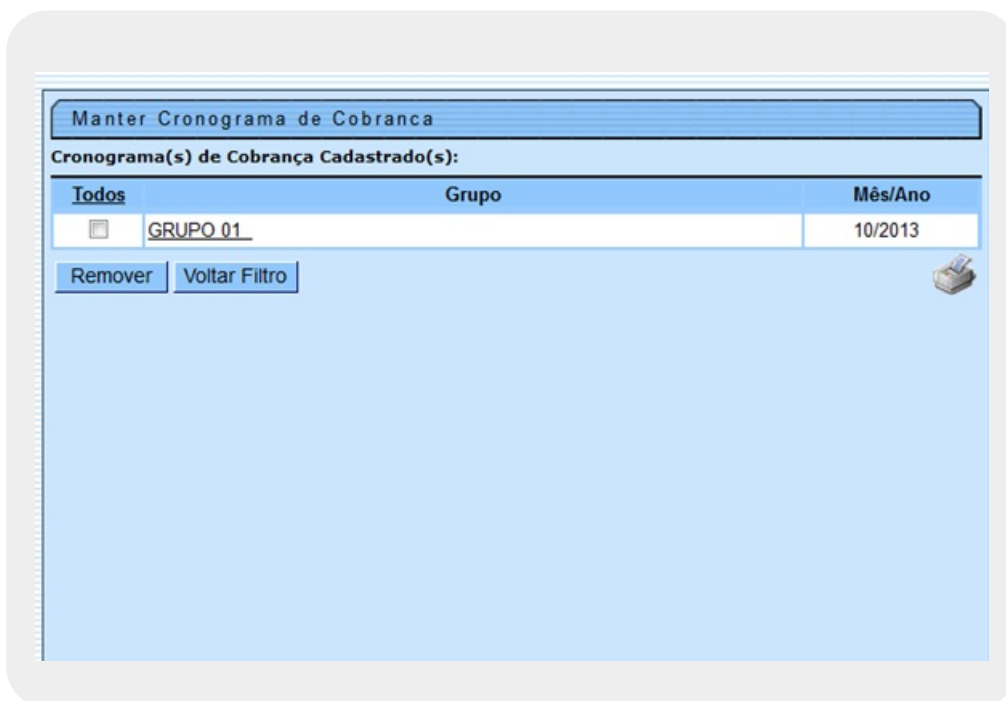 Manter Cronograma de Cobranca
Cronograma(s) de Cobrança Cadastrado(s):
Todos Grupo Mês/Ano
GRUPO 01 10/2013
Remover Voltar Filtro